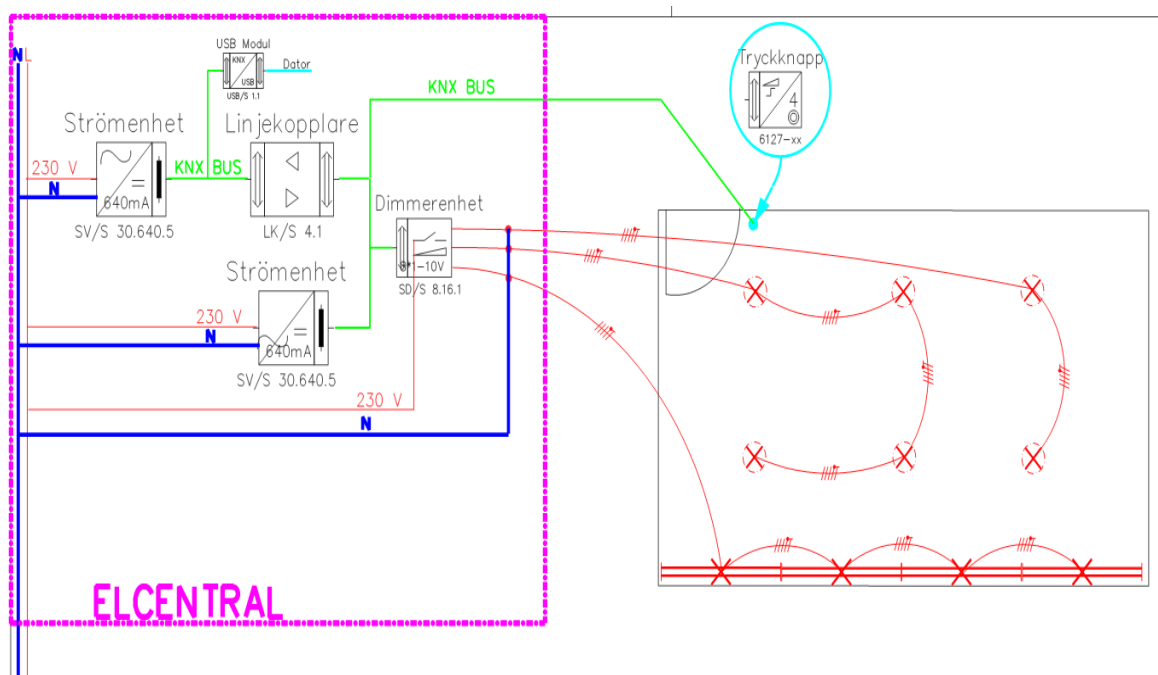 N L
USB Modul
KNX
USB
USB/S 1.1
Dator
Strömenhet
230 V
N
640mA
SV/S 30.640.5
KNX BUS
Linjekopplare
LK/S 4.1
KNX BUS
Tryckknapp
4
6127-xx
Dimmerenhet
1-10V
SD/S 8.16.1
Strömenhet
230 V
N
640mA
SV/S 30.640.5
230 V
N
ELCENTRAL